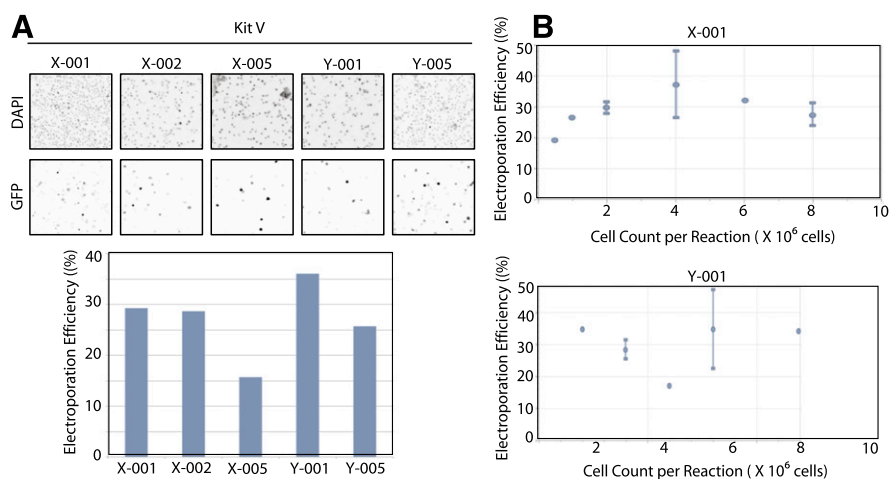 A
Kit V
X-001 X-002 X-005 Y-001 Y-005
DAPI
GFP
Electroporation Efficiency ((%)
40
30
20
10
0
X-001 X-002 X-005 Y-001 Y-005
B
X-001
Electroporation Efficiency ((%)
50
40
30
20
10
0
2 4 6 8 10
Cell Count per Reaction ( X 10⁶ cells)
Y-001
Electroporation Efficiency ((%)
50
40
30
20
10
0
2 4 6 8 10
Cell Count per Reaction ( X 10⁶ cells)